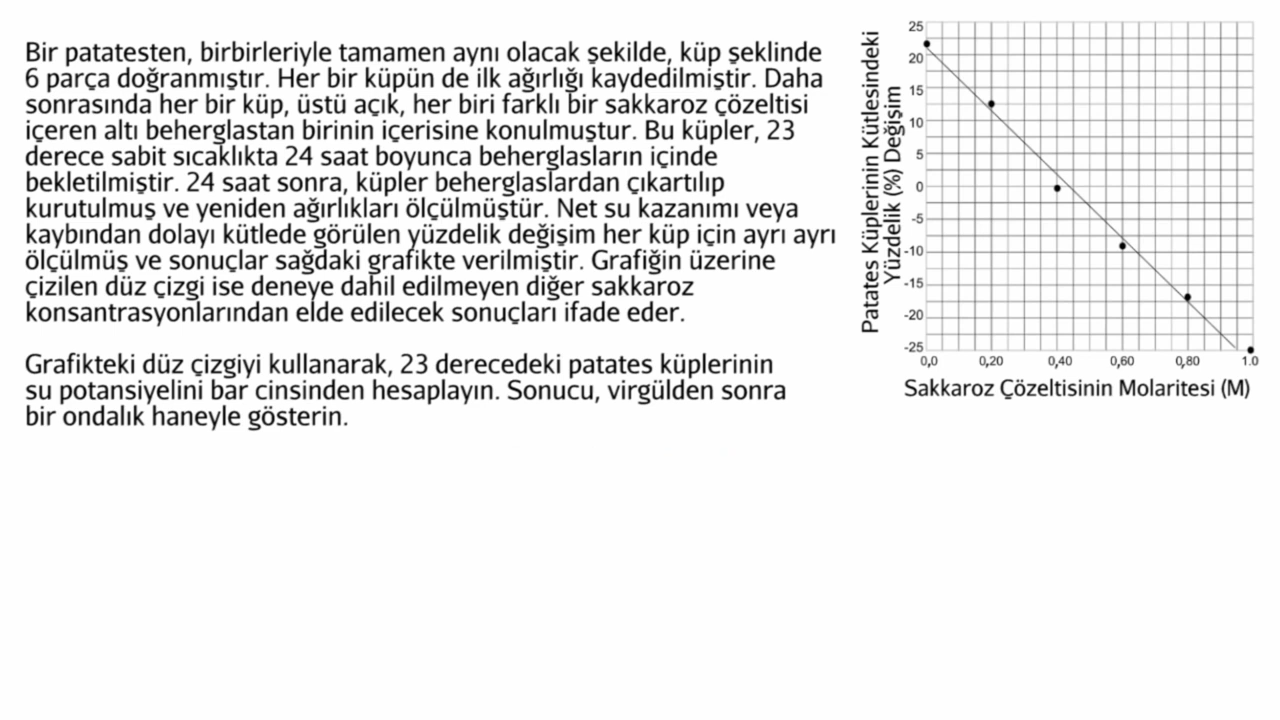 Bir patatesten, birbirleriyle tamamen aynı olacak şekilde, küp şeklinde
6 parça doğranmıştır. Her bir küpün de ilk ağırlığı kaydedilmiştir. Daha
sonrasında her bir küp, üstü açık, her biri farklı bir sakkaroz çözeltisi
içeren altı beherglastan birinin içerisine konulmuştur. Bu küpler, 23
derece sabit sıcaklıkta 24 saat boyunca beherglasların içinde
bekletilmiştir. 24 saat sonra, küpler beherglaslardan çıkartılıp
kurutulmuş ve yeniden ağırlıkları ölçülmüştür. Net su kazanımı veya
kaybından dolayı kütlede görülen yüzdelik değişim her küp için ayrı ayrı
ölçülmüş ve sonuçlar sağdaki grafikte verilmiştir. Grafiğin üzerine
çizilen düz çizgi ise deneye dahil edilmeyen diğer sakkaroz
konsantrasyonlarından elde edilecek sonuçları ifade eder.
Grafikteki düz çizgiyi kullanarak, 23 derecedeki patates küplerinin
su potansiyelini bar cinsinden hesaplayın. Sonucu, virgülden sonra
bir ondalık haneyle gösterin.
Patates Küplerinin Kütlesindeki
Yüzdelik (%) Değişim
25
20
15
10
5
0
-5
-10
-15
-20
-25
0,0 0,20 0,40 0,60 0,80 1.0
Sakkaroz Çözeltisinin Molaritesi (M)